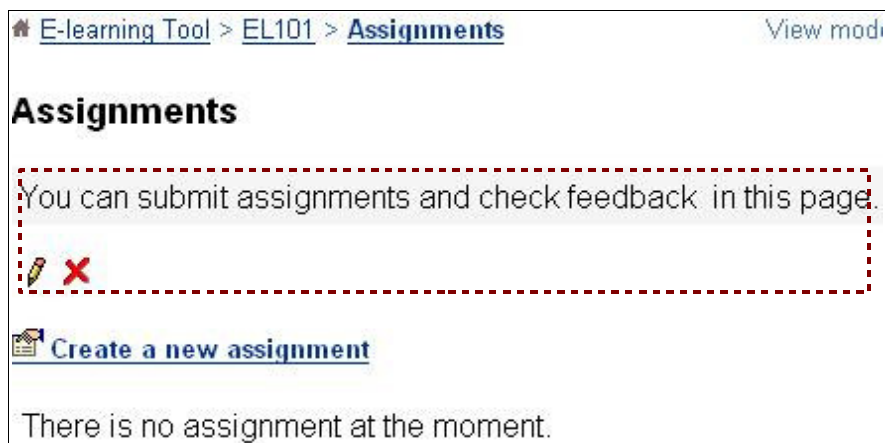 E-learning Tool > EL101 > Assignments View mode
Assignments
You can submit assignments and check feedback in this page.
Create a new assignment
There is no assignment at the moment.